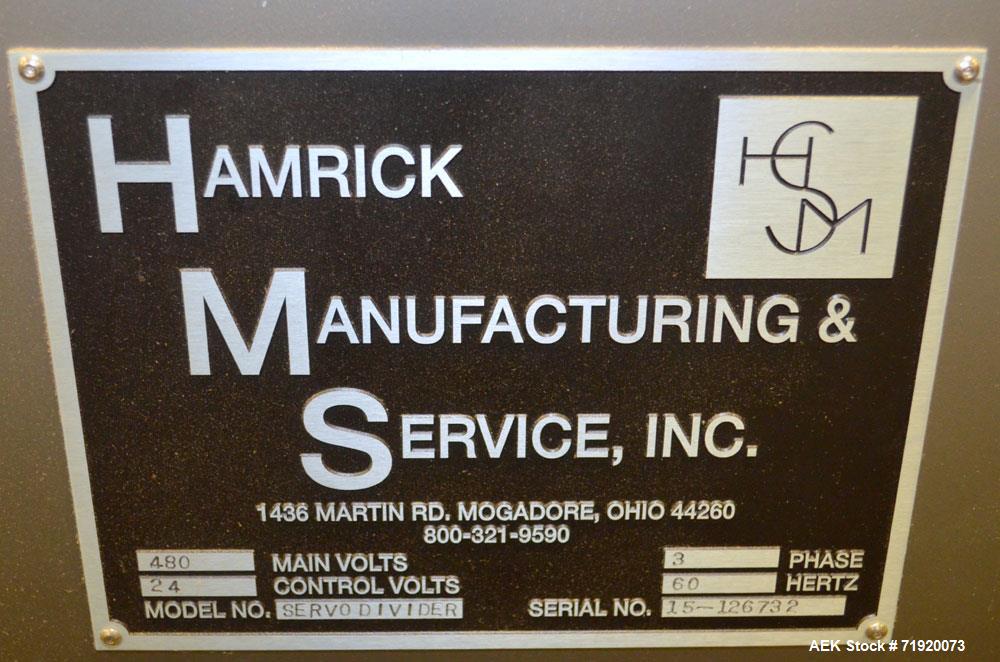 HAMRICK
HSM
MANUFACTURING &
SERVICE, INC.
1436 MARTIN RD. MOGADORE, OHIO 44260
800-321-9590
480 MAIN VOLTS 3 PHASE
24 CONTROL VOLTS 60 HERTZ
MODEL NO. SERVO DIVIDER SERIAL NO. 15-126732
AEK Stock # 71920073